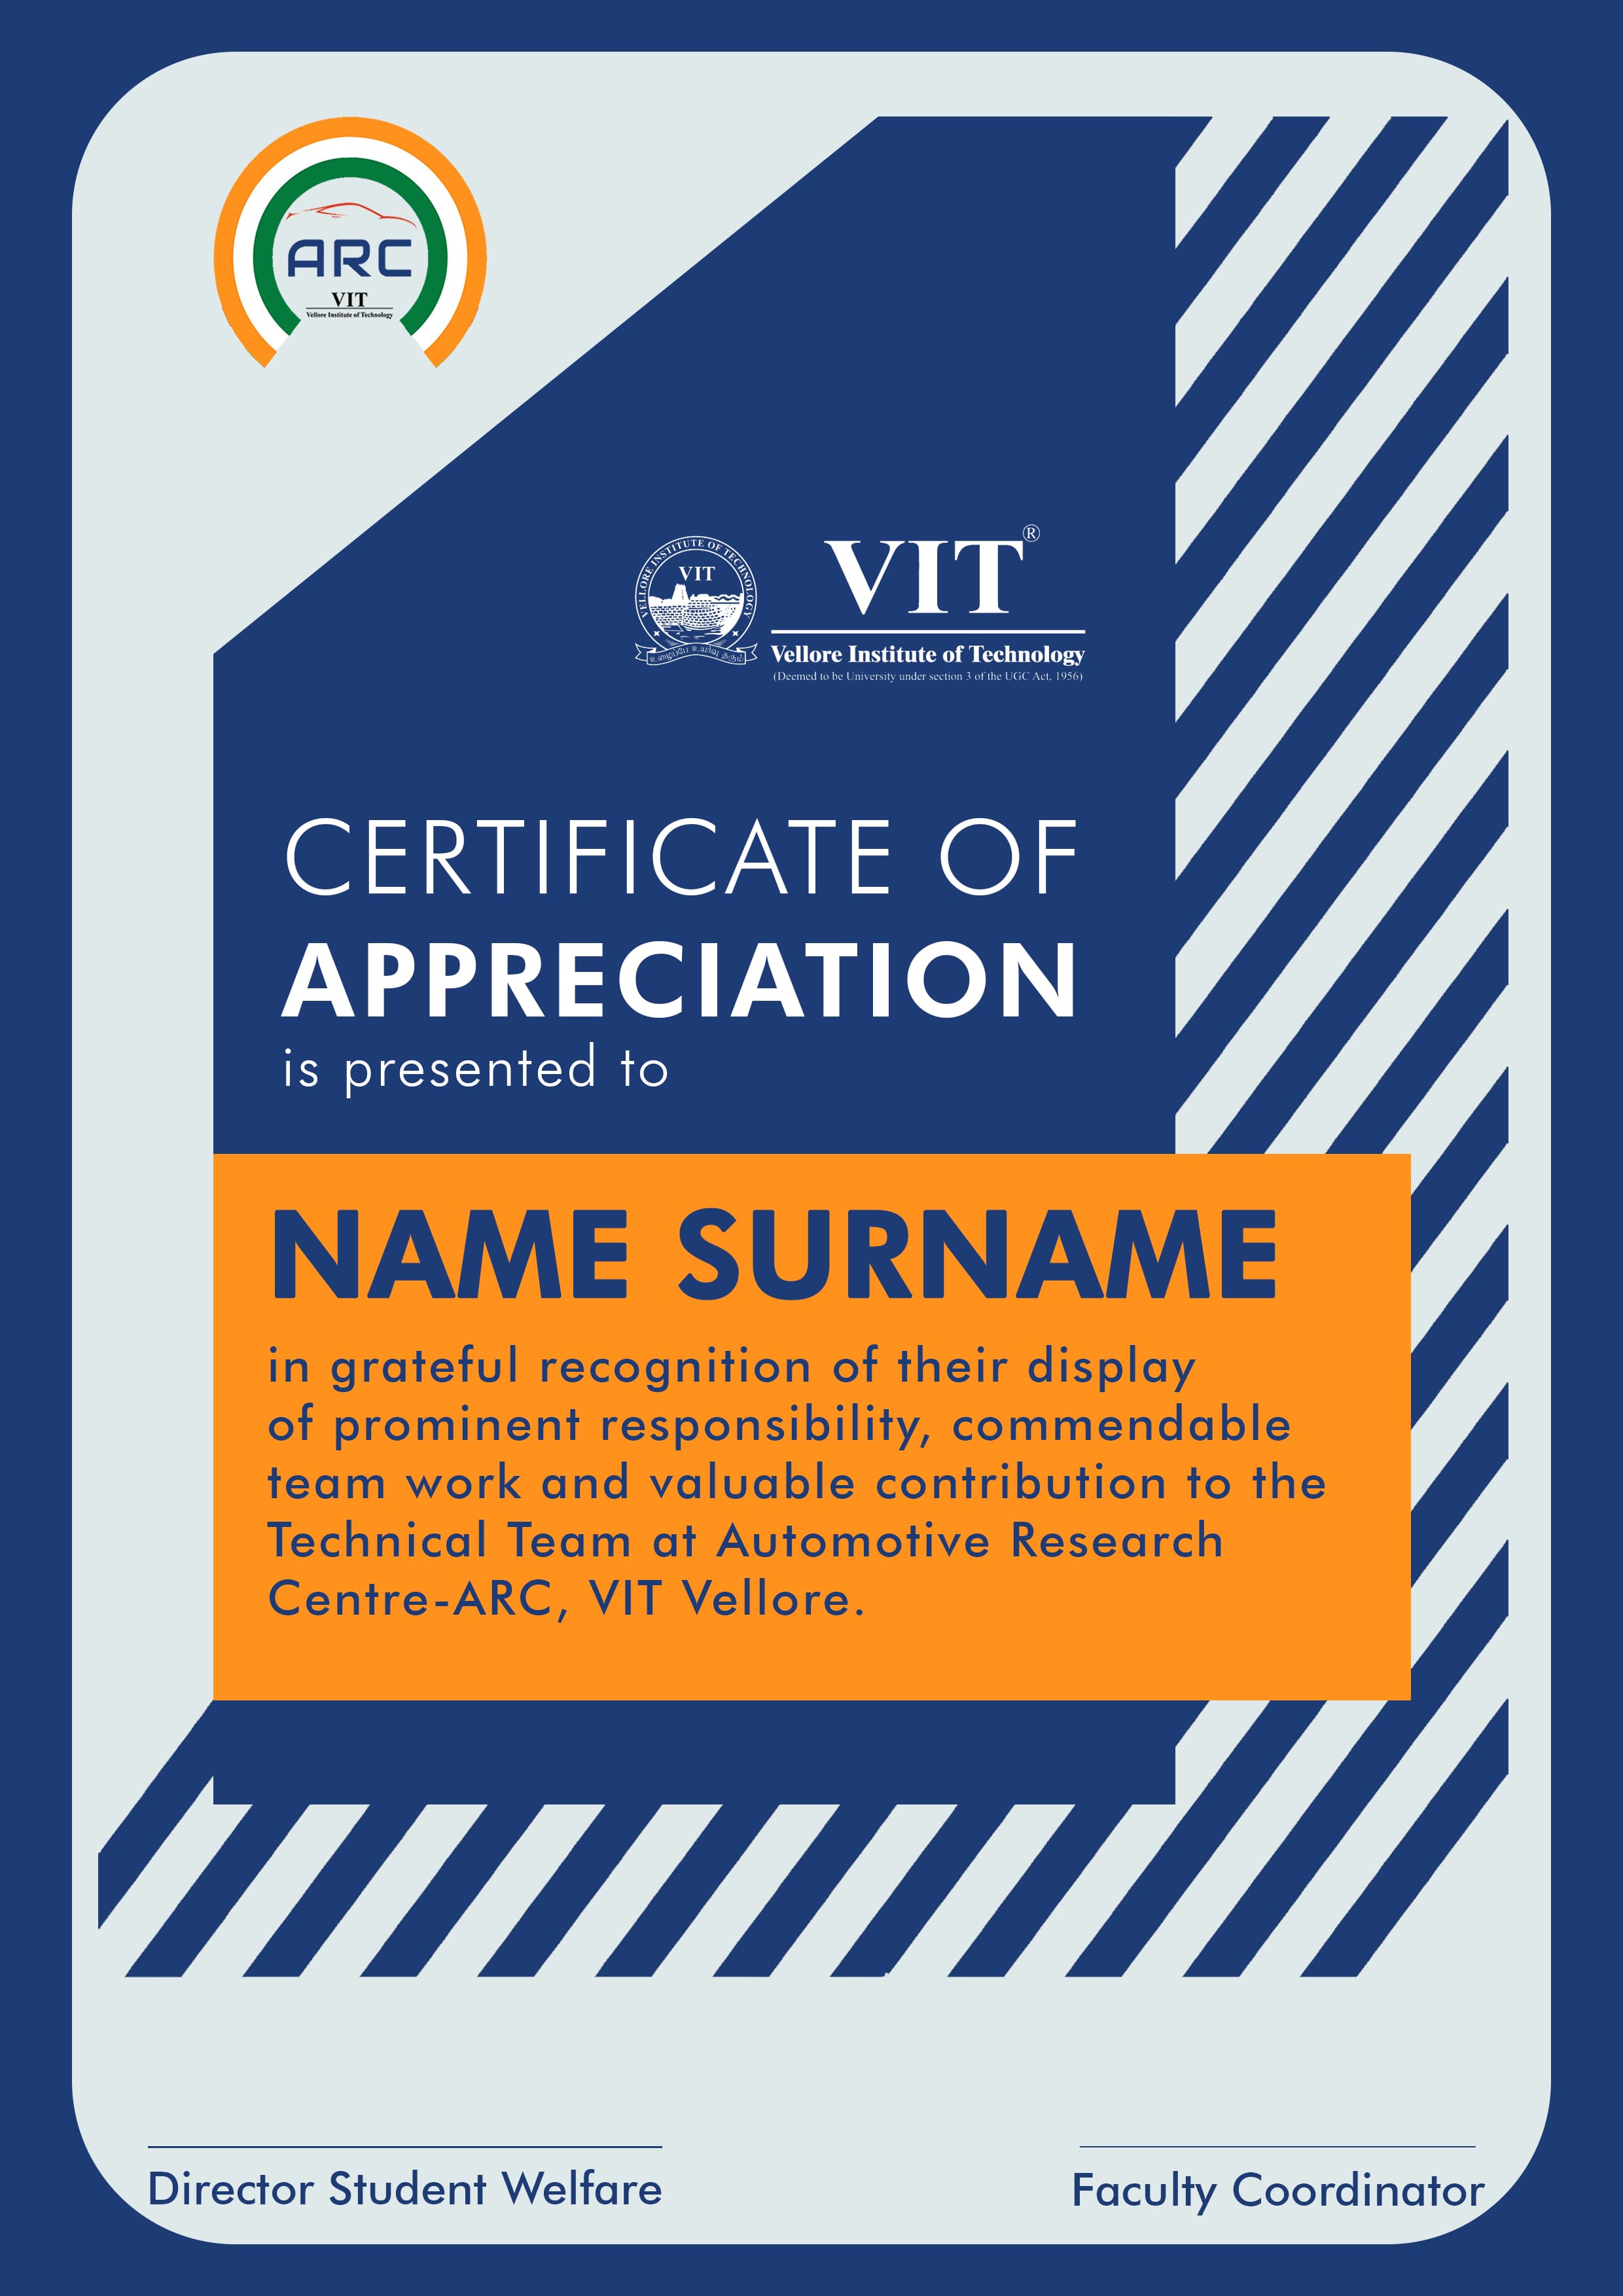 ARC
VIT
Vellore Institute of Technology
VELLORE INSTITUTE OF TECHNOLOGY
VIT
உழைப்பே உயர்வு தரும்
VIT®
Vellore Institute of Technology
(Deemed to be University under section 3 of the UGC Act, 1956)
CERTIFICATE OF
APPRECIATION
is presented to
NAME SURNAME
in grateful recognition of their display
of prominent responsibility, commendable
team work and valuable contribution to the
Technical Team at Automotive Research
Centre-ARC, VIT Vellore.
Director Student Welfare
Faculty Coordinator